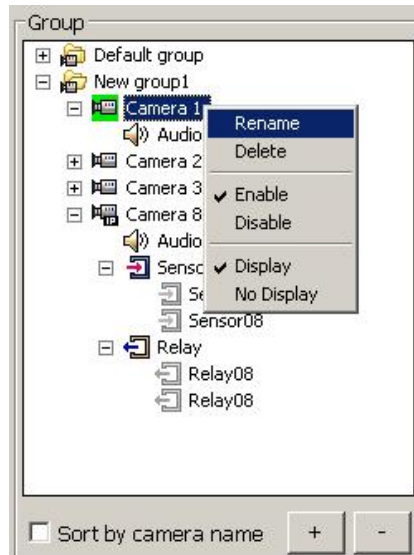 Group
Default group
New group1
Camera 1
Rename
Audio
Delete
Camera 2
Camera 3
Enable
Camera 8
Disable
IP
Audio
Display
No Display
Sensor08
Relay
Relay08
Relay08
Sort by camera name + -